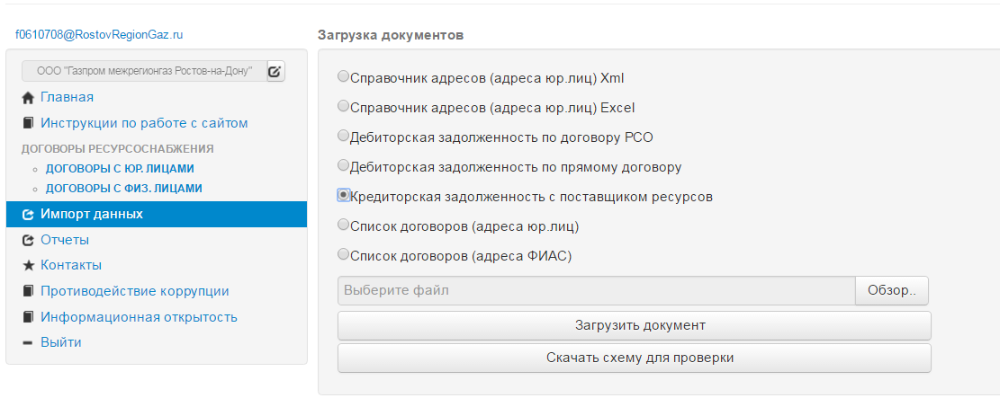 f0610708@RostovRegionGaz.ru
ООО "Газпром межрегионгаз Ростов-на-Дону"
Главная
Инструкции по работе с сайтом
ДОГОВОРЫ РЕСУРСОСНАБЖЕНИЯ
ДОГОВОРЫ С ЮР. ЛИЦАМИ
ДОГОВОРЫ С ФИЗ. ЛИЦАМИ
Импорт данных
Отчеты
Контакты
Противодействие коррупции
Информационная открытость
Выйти
Загрузка документов
Справочник адресов (адреса юр.лиц) Xml
Справочник адресов (адреса юр.лиц) Excel
Дебиторская задолженность по договору РСО
Дебиторская задолженность по прямому договору
Кредиторская задолженность с поставщиком ресурсов
Список договоров (адреса юр.лиц)
Список договоров (адреса ФИАС)
Выберите файл Обзор..
Загрузить документ
Скачать схему для проверки